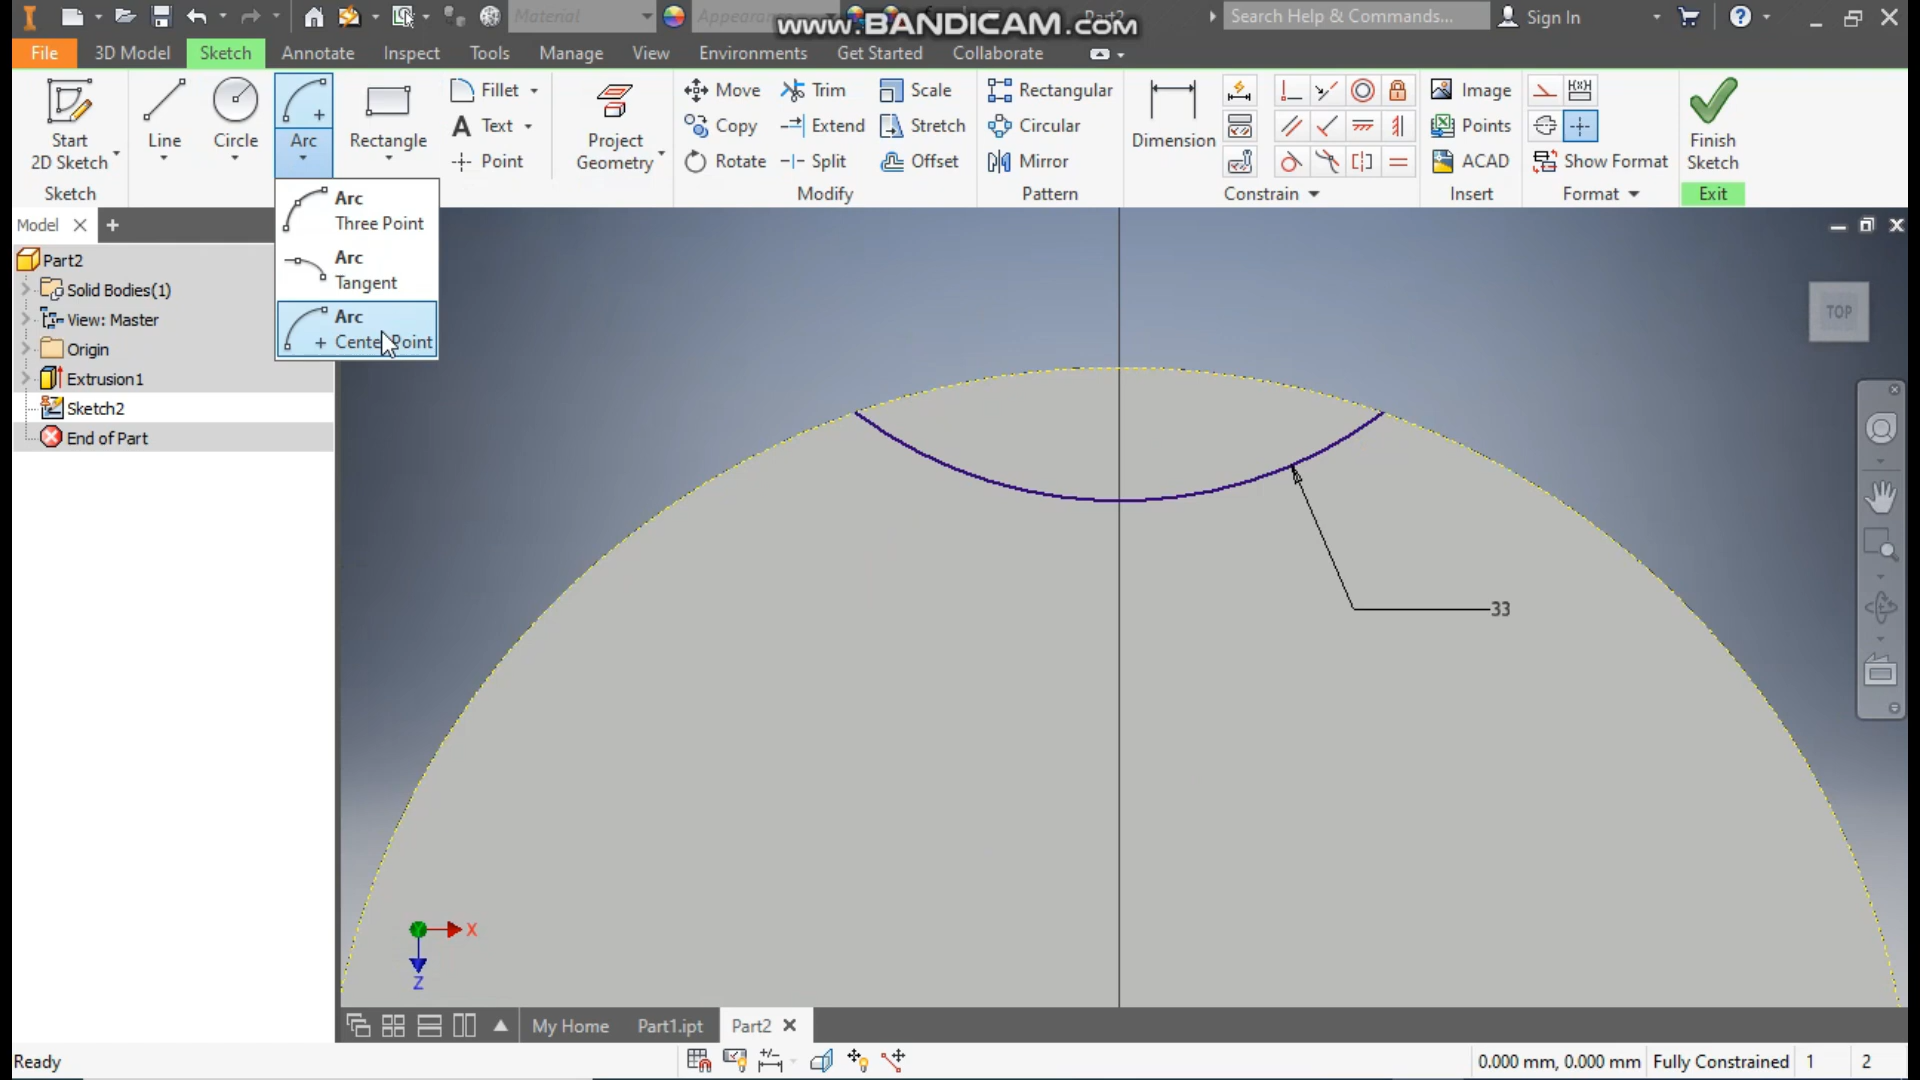 Material
Appearance
www.BANDICAM.com
Search Help & Commands...
Sign In
File
3D Model
Sketch
Annotate
Inspect
Tools
Manage
View
Environments
Get Started
Collaborate
Start
2D Sketch
Line
Circle
Arc
Rectangle
Fillet
Text
Point
Project
Geometry
Move
Copy
Rotate
Trim
Extend
Split
Scale
Stretch
Offset
Rectangular
Circular
Mirror
Dimension
Image
Points
ACAD
Show Format
Finish
Sketch
Sketch
Modify
Pattern
Constrain
Insert
Format
Exit
Arc
Three Point
Arc
Tangent
Arc
Center Point
Model
Part2
Solid Bodies(1)
View: Master
Origin
Extrusion1
Sketch2
End of Part
TOP
33
X
Z
My Home
Part1.ipt
Part2
Ready
0.000 mm, 0.000 mm
Fully Constrained
1
2